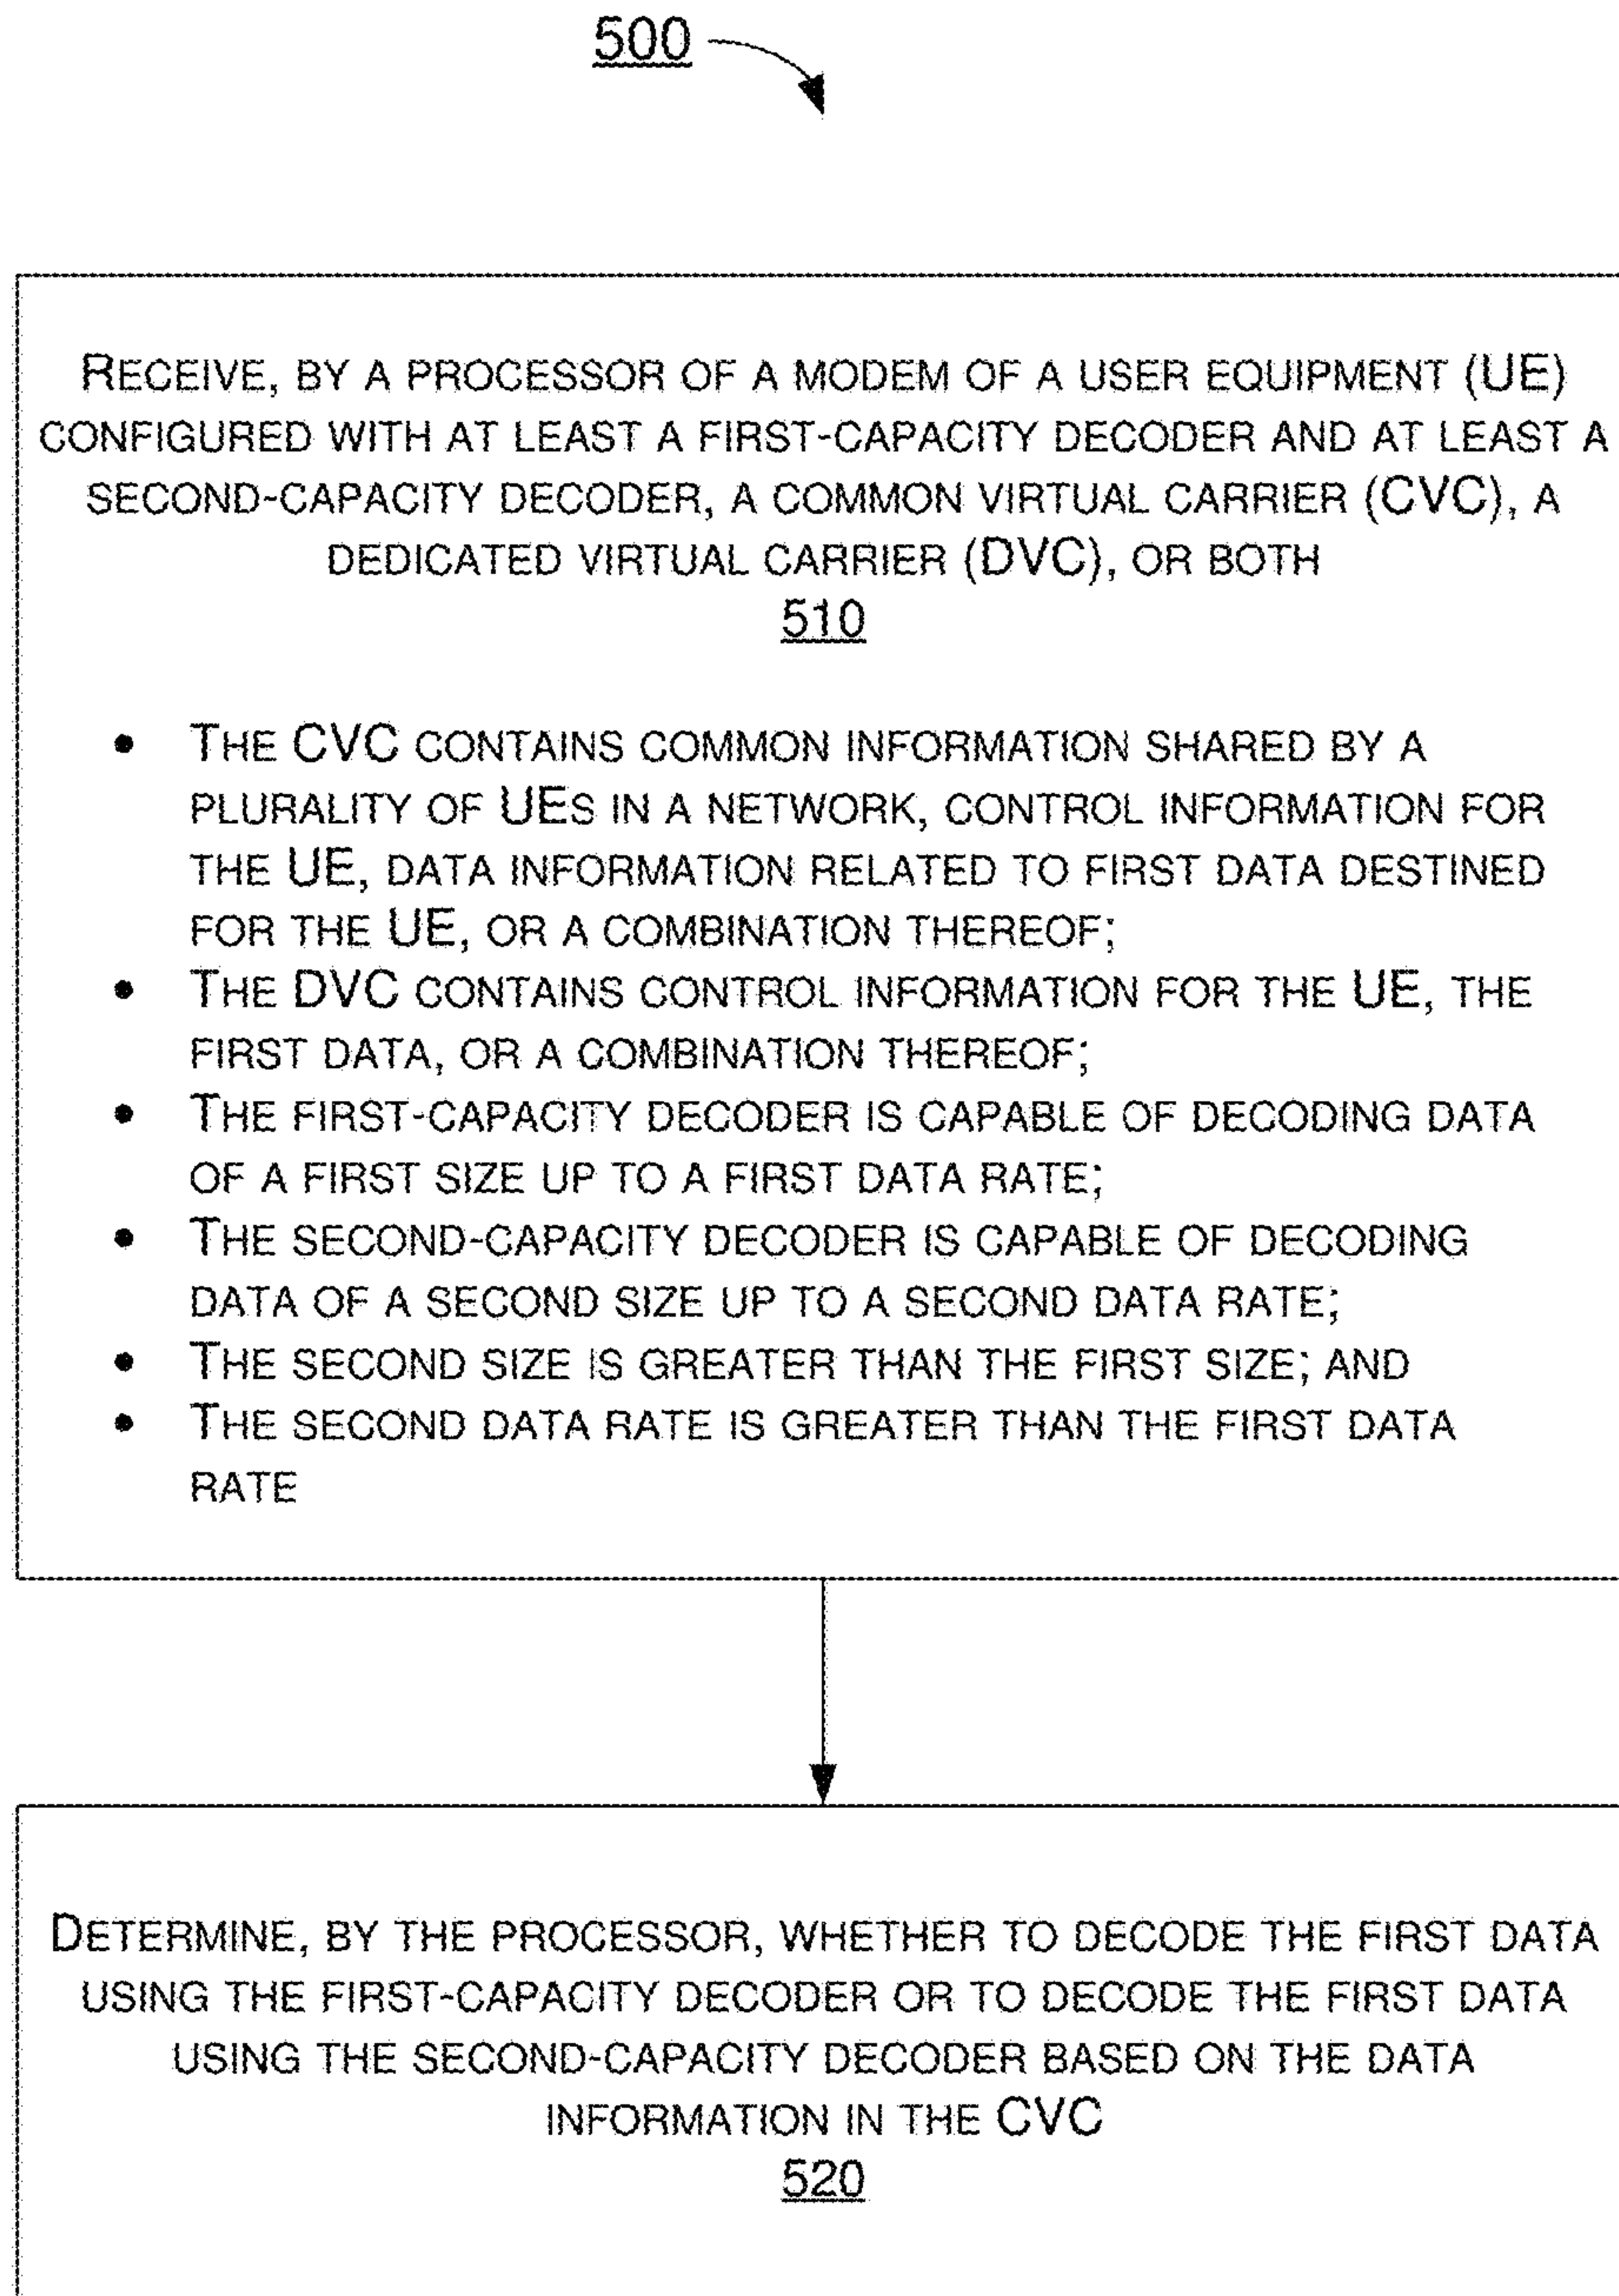 500
RECEIVE, BY A PROCESSOR OF A MODEM OF A USER EQUIPMENT (UE)
CONFIGURED WITH AT LEAST A FIRST-CAPACITY DECODER AND AT LEAST A
SECOND-CAPACITY DECODER, A COMMON VIRTUAL CARRIER (CVC), A
DEDICATED VIRTUAL CARRIER (DVC), OR BOTH
510
• THE CVC CONTAINS COMMON INFORMATION SHARED BY A
PLURALITY OF UES IN A NETWORK, CONTROL INFORMATION FOR
THE UE, DATA INFORMATION RELATED TO FIRST DATA DESTINED
FOR THE UE, OR A COMBINATION THEREOF;
• THE DVC CONTAINS CONTROL INFORMATION FOR THE UE, THE
FIRST DATA, OR A COMBINATION THEREOF;
• THE FIRST-CAPACITY DECODER IS CAPABLE OF DECODING DATA
OF A FIRST SIZE UP TO A FIRST DATA RATE;
• THE SECOND-CAPACITY DECODER IS CAPABLE OF DECODING
DATA OF A SECOND SIZE UP TO A SECOND DATA RATE;
• THE SECOND SIZE IS GREATER THAN THE FIRST SIZE; AND
• THE SECOND DATA RATE IS GREATER THAN THE FIRST DATA
RATE
DETERMINE, BY THE PROCESSOR, WHETHER TO DECODE THE FIRST DATA
USING THE FIRST-CAPACITY DECODER OR TO DECODE THE FIRST DATA
USING THE SECOND-CAPACITY DECODER BASED ON THE DATA
INFORMATION IN THE CVC
520